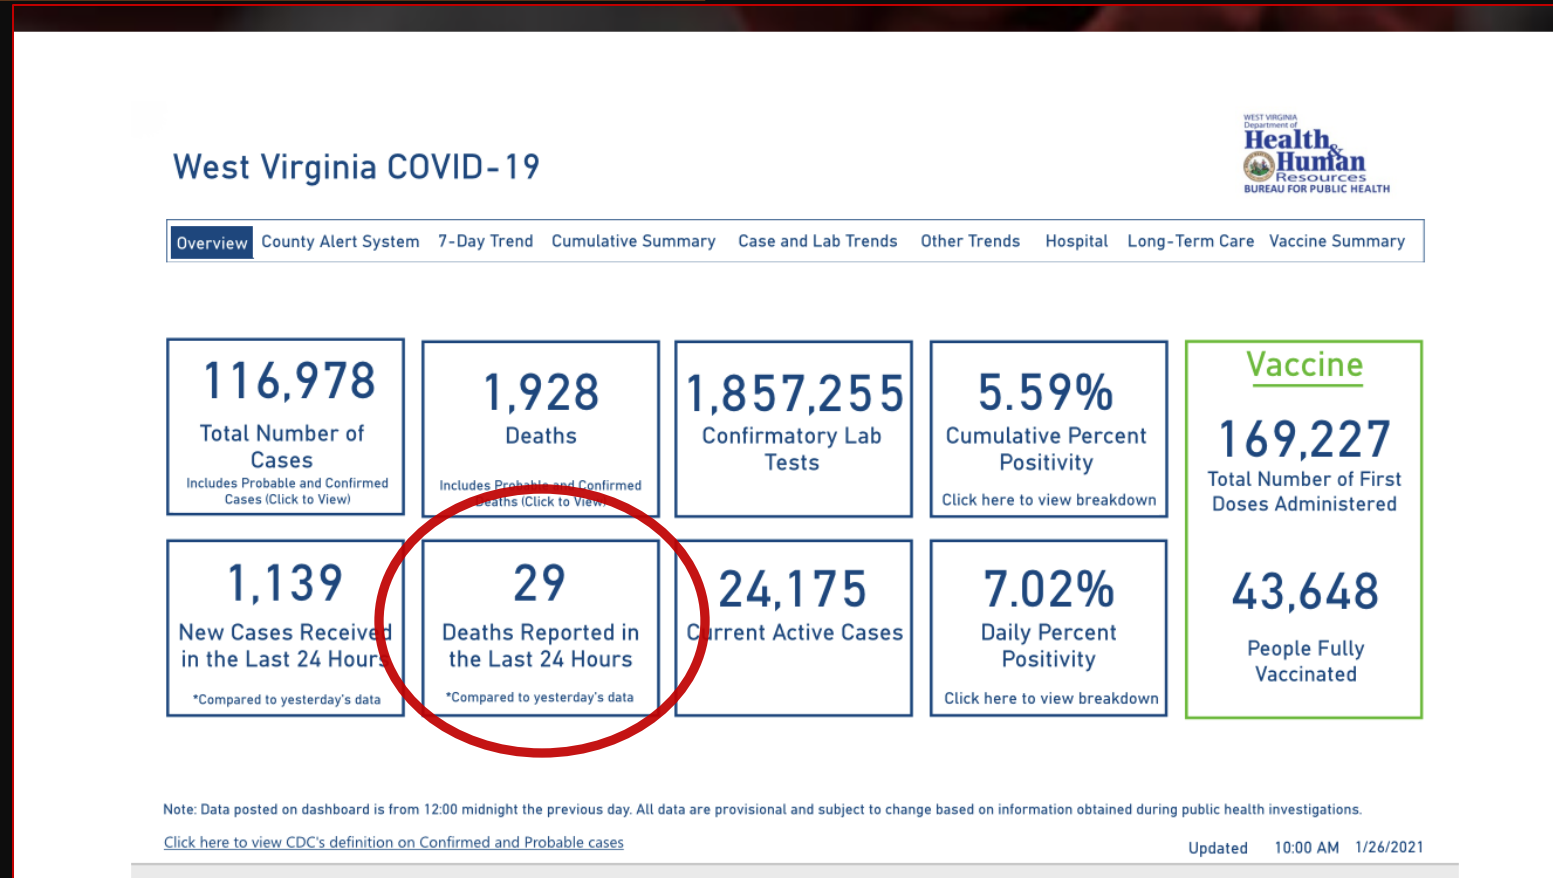 WEST VIRGINIA
Department of
Health &
Human
Resources
BUREAU FOR PUBLIC HEALTH
West Virginia COVID-19
Overview County Alert System 7-Day Trend Cumulative Summary Case and Lab Trends Other Trends Hospital Long-Term Care Vaccine Summary
116,978
Total Number of
Cases
Includes Probable and Confirmed
Cases (Click to View)
1,928
Deaths
Includes Probable and Confirmed
Deaths (Click to View)
1,857,255
Confirmatory Lab
Tests
5.59%
Cumulative Percent
Positivity
Click here to view breakdown
Vaccine
169,227
Total Number of First
Doses Administered
43,648
People Fully
Vaccinated
1,139
New Cases Received
in the Last 24 Hours
*Compared to yesterday's data
29
Deaths Reported in
the Last 24 Hours
*Compared to yesterday's data
24,175
Current Active Cases
7.02%
Daily Percent
Positivity
Click here to view breakdown
Note: Data posted on dashboard is from 12:00 midnight the previous day. All data are provisional and subject to change based on information obtained during public health investigations.
Click here to view CDC's definition on Confirmed and Probable cases
Updated 10:00 AM 1/26/2021